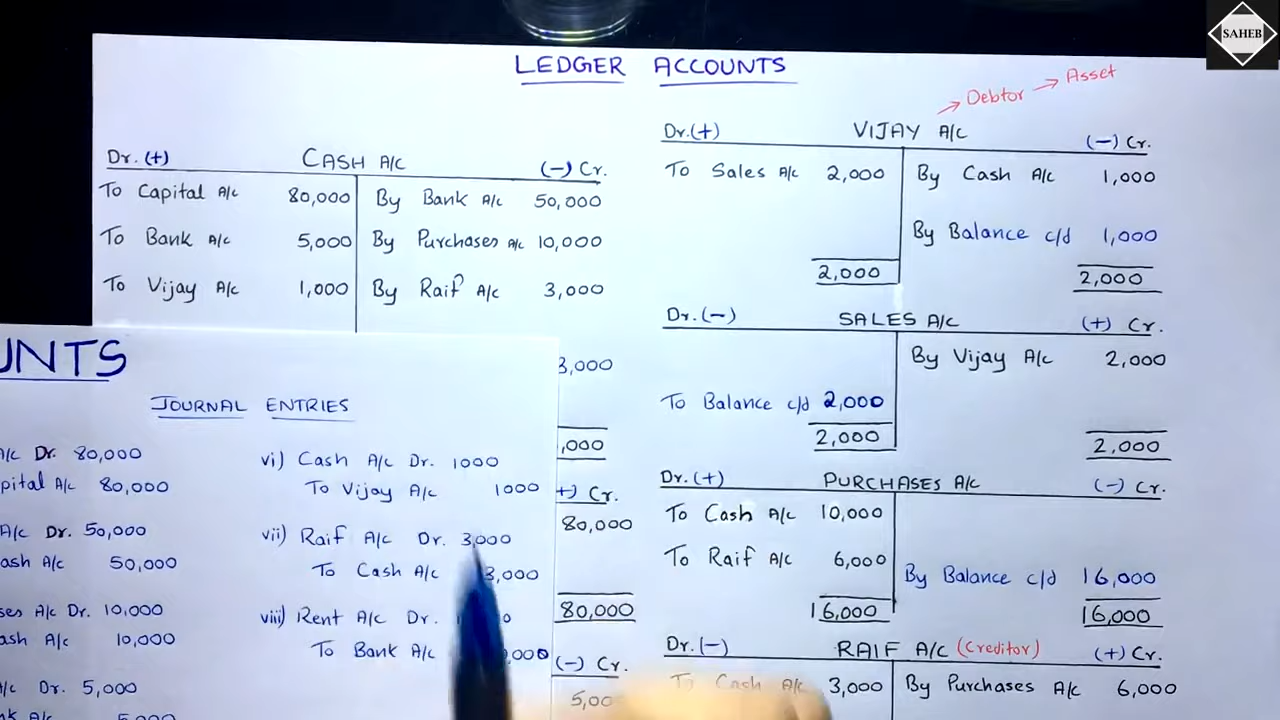 SAHEB
LEDGER ACCOUNTS
Dr. (+) CASH A/c (-) Cr.
To Capital A/c 80,000 By Bank A/c 50,000
To Bank A/c 5,000 By Purchases A/c 10,000
To Vijay A/c 1,000 By Raif A/c 3,000
3,000
,000
+) Cr.
80,000
80,000
(-) Cr.
5,00
UNTS
JOURNAL ENTRIES
A/c Dr. 80,000
pital A/c 80,000
A/c Dr. 50,000
ash A/c 50,000
ses A/c Dr. 10,000
ash A/c 10,000
A/c Dr. 5,000
nk A/c 5,000
vi) Cash A/c Dr. 1000
To Vijay A/c 1000
vii) Raif A/c Dr. 3,000
To Cash A/c 3,000
viii) Rent A/c Dr.
To Bank A/c
→ Debtor → Asset
Dr.(+) VIJAY A/c (-) Cr.
To Sales A/c 2,000 By Cash A/c 1,000
By Balance c/d 1,000
2,000 2,000
Dr.(-) SALES A/c (+) Cr.
By Vijay A/c 2,000
To Balance c/d 2,000
2,000 2,000
Dr.(+) PURCHASES A/c (-) Cr.
To Cash A/c 10,000
To Raif A/c 6,000 By Balance c/d 16,000
16,000 16,000
Dr.(-) RAIF A/c (Creditor) (+) Cr.
To Cash A/c 3,000 By Purchases A/c 6,000